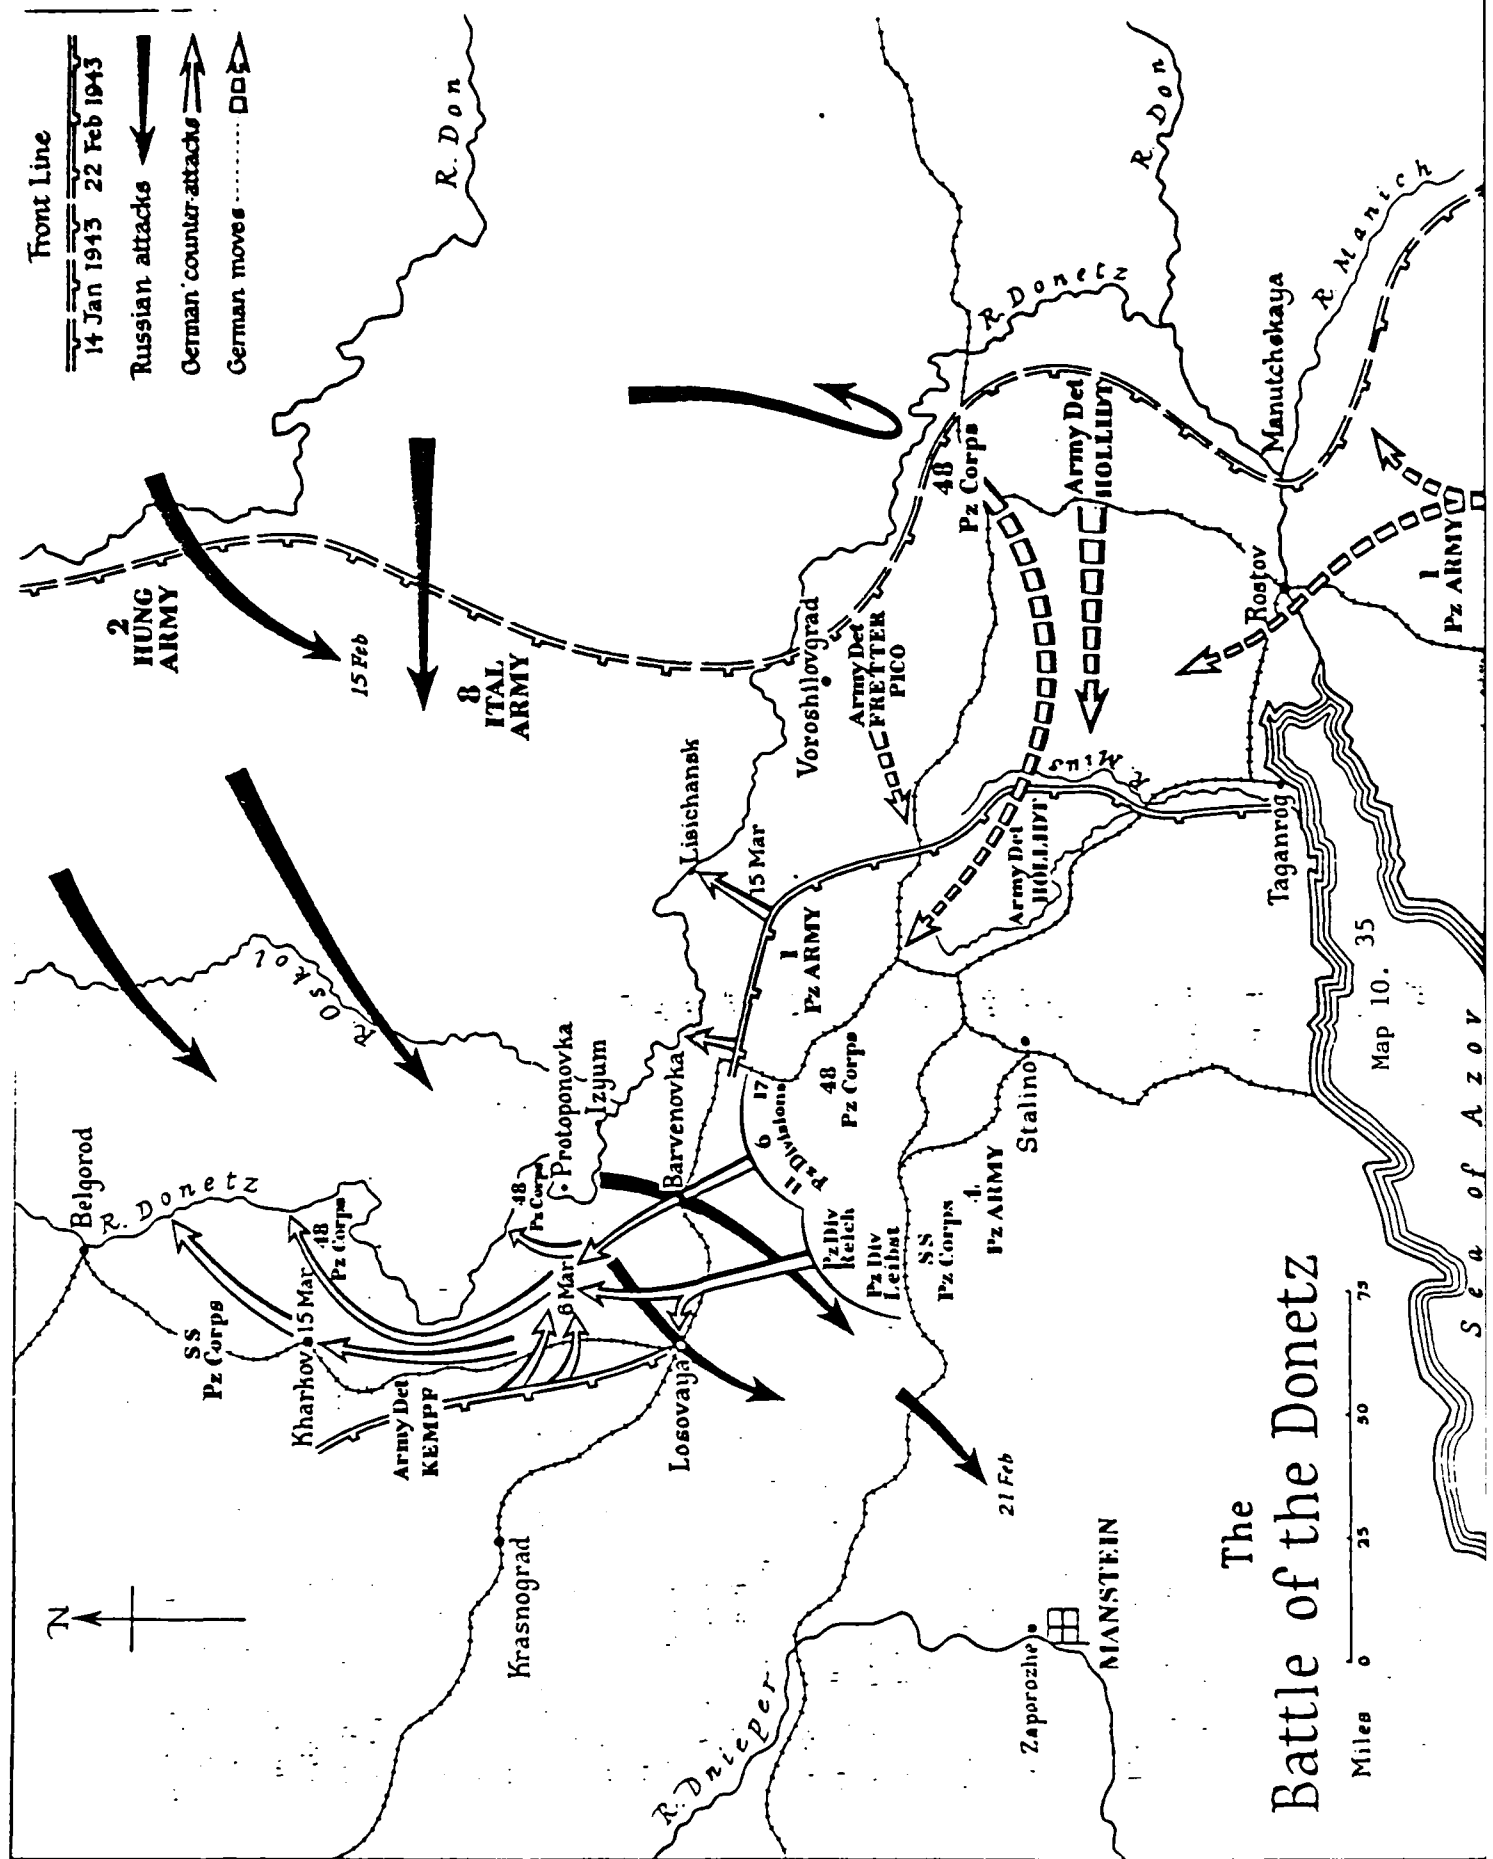 Front Line
14 Jan 1943 22 Feb 1943
Russian attacks
German counter-attacks
German moves
N
R. Don
R. Don
R. Donetz
R. Manich
Manutchskaya
2
HUNG
ARMY
15 Feb
8
ITAL
ARMY
48
Pz Corps
Army Det
HOLLIDT
Rostov
1
Pz ARMY
Voroshilovgrad
Army Det
FRETTER
PICO
Lisichansk
15 Mar
R. Mius
Army Det
HOLLIDT
Taganrog
R. Oskol
1
Pz ARMY
Protoponovka
Izyum
Barvenovka
17
6
11
Pz Divisions
48
Pz Corps
Stalino
Belgorod
R. Donetz
48
Pz Corps
48
Pz Corps
Pz Div
Reich
Pz Div
Leibst
SS
Pz Corps
4
Pz ARMY
SS
Pz Corps
Kharkov
15 Mar
6 Mar
Army Det
KEMPF
Losovaya
Krasnograd
21 Feb
R. Dnieper
Zaporozhe
MANSTEIN
The
Battle of the Donetz
Miles
0 25 50 75
Sea of Azov
Map 10. 35